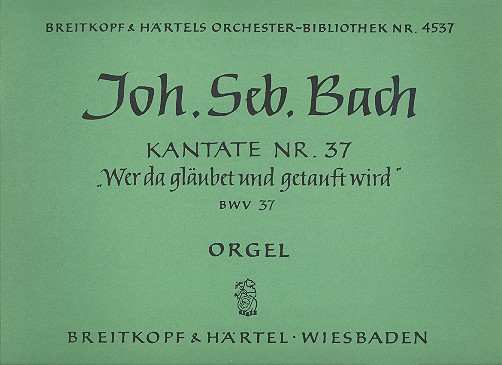 BREITKOPF & HÄRTELS ORCHESTER-BIBLIOTHEK NR. 4537
Joh. Seb. Bach
KANTATE NR. 37
„Wer da gläubet und getauft wird"
BWV 37
ORGEL
BREITKOPF & HÄRTEL · WIESBADEN